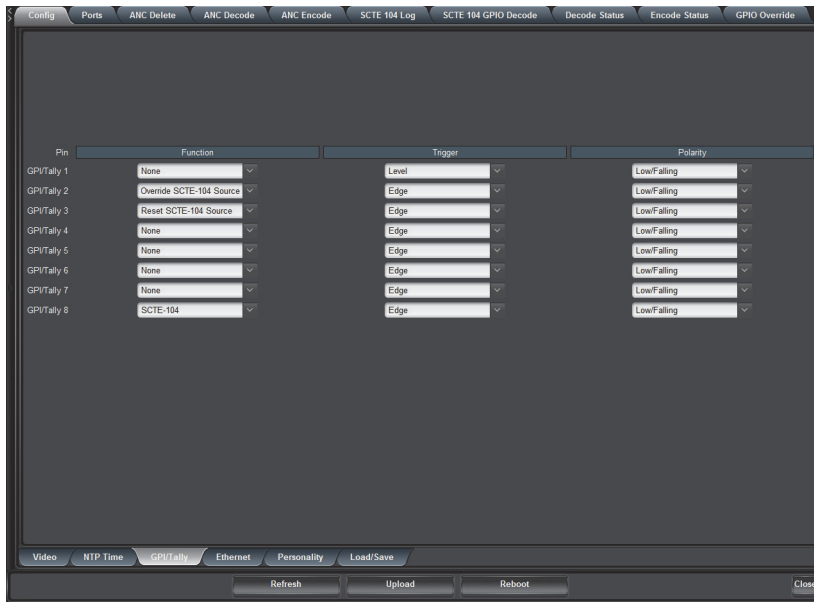 Config Ports ANC Delete ANC Decode ANC Encode SCTE 104 Log SCTE 104 GPIO Decode Decode Status Encode Status GPIO Override
Pin Function Trigger Polarity
GPI/Tally 1 None Level Low/Falling
GPI/Tally 2 Override SCTE-104 Source Edge Low/Falling
GPI/Tally 3 Reset SCTE-104 Source Edge Low/Falling
GPI/Tally 4 None Edge Low/Falling
GPI/Tally 5 None Edge Low/Falling
GPI/Tally 6 None Edge Low/Falling
GPI/Tally 7 None Edge Low/Falling
GPI/Tally 8 SCTE-104 Edge Low/Falling
Video NTP Time GPI/Tally Ethernet Personality Load/Save
Refresh Upload Reboot Close